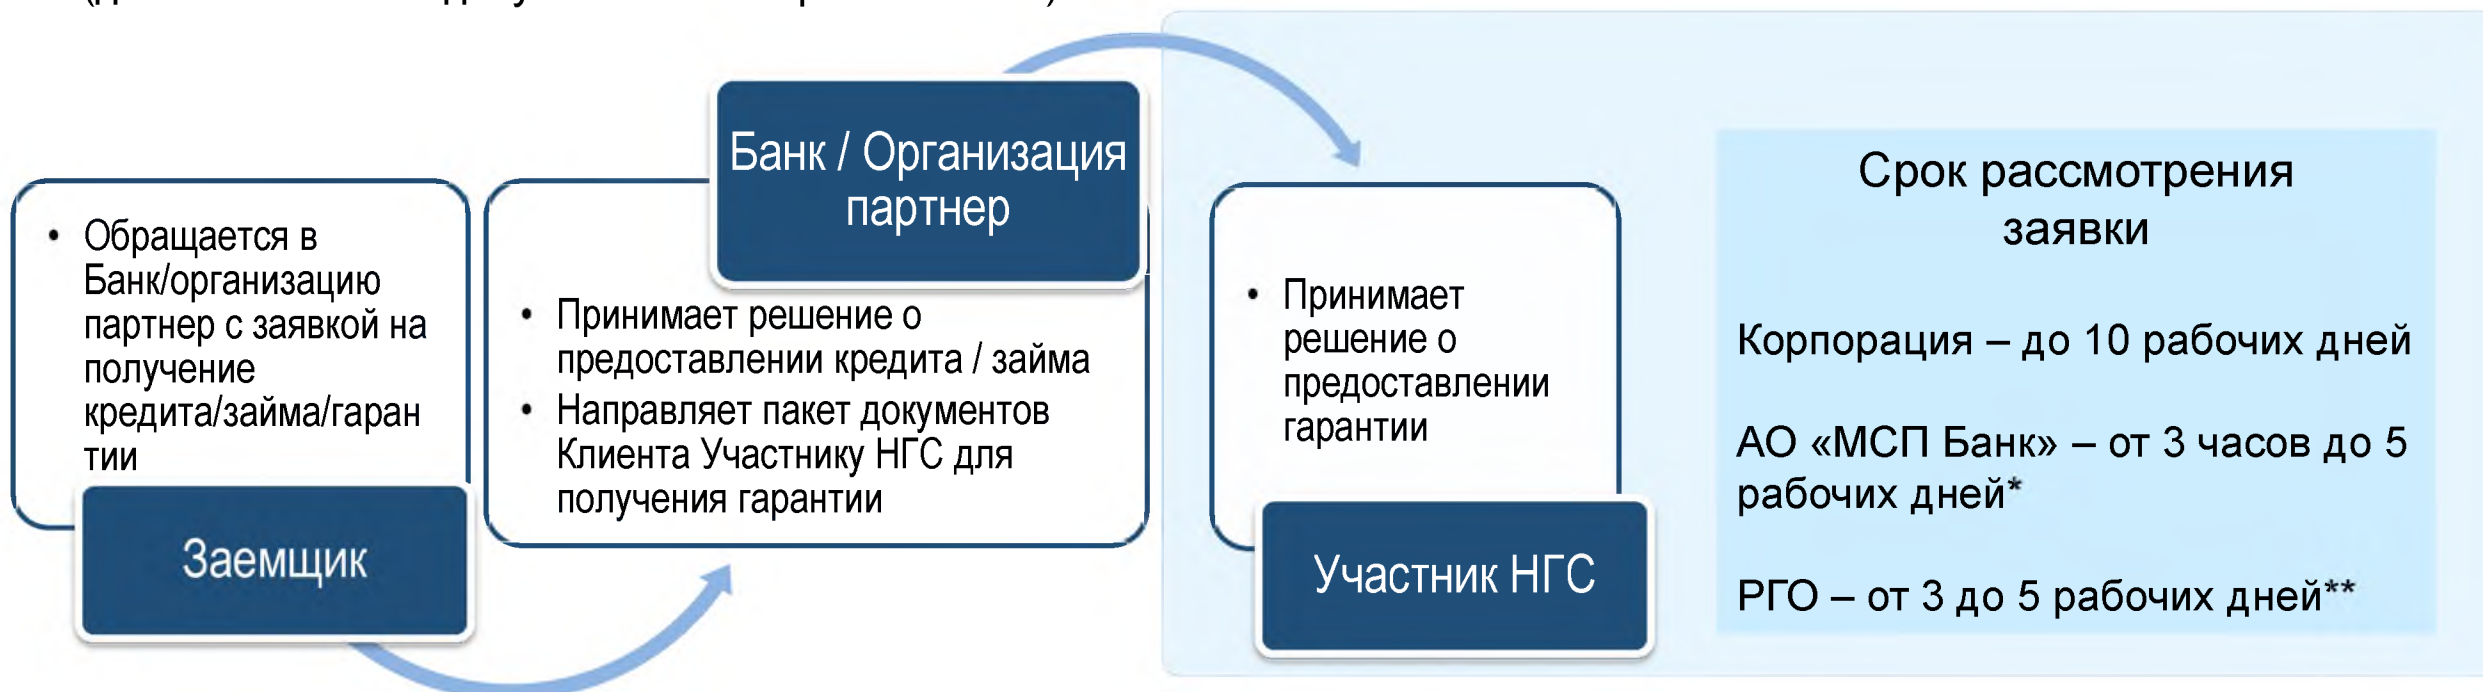 Обращается в
Банк/организацию
партнер с заявкой на
получение
кредита/займа/гаран
тии
Заемщик
Банк / Организация
партнер
Принимает решение о
предоставлении кредита / займа
Направляет пакет документов
Клиента Участнику НГС для
получения гарантии
Принимает
решение о
предоставлении
гарантии
Участник НГС
Срок рассмотрения
заявки
Корпорация – до 10 рабочих дней
АО «МСП Банк» – от 3 часов до 5
рабочих дней*
РГО – от 3 до 5 рабочих дней**